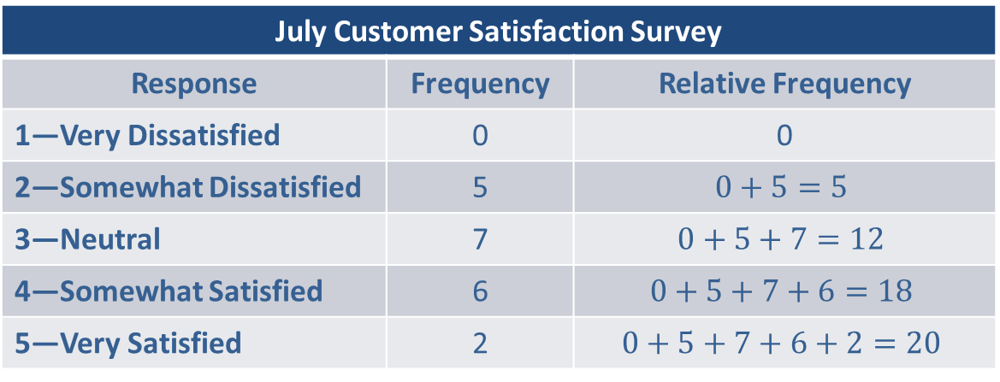 July Customer Satisfaction Survey
Response Frequency Relative Frequency
1—Very Dissatisfied 0 0
2—Somewhat Dissatisfied 5 0 + 5 = 5
3—Neutral 7 0 + 5 + 7 = 12
4—Somewhat Satisfied 6 0 + 5 + 7 + 6 = 18
5—Very Satisfied 2 0 + 5 + 7 + 6 + 2 = 20